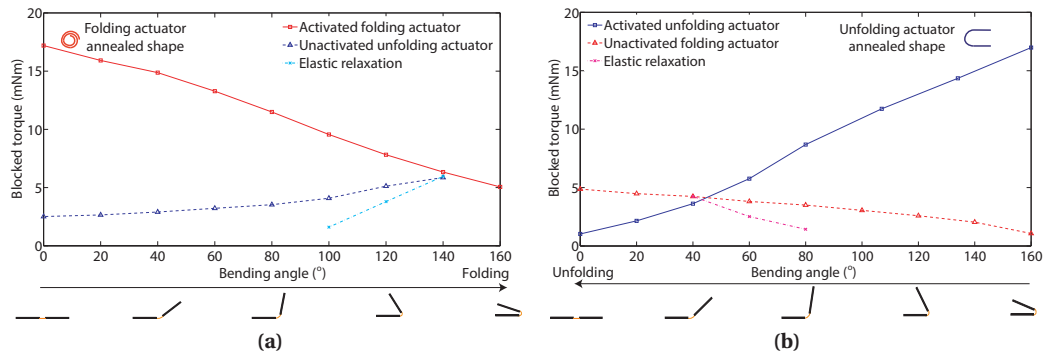 Folding actuator
annealed shape
Activated folding actuator
Unactivated unfolding actuator
Elastic relaxation
Blocked torque (mNm)
20
15
10
5
0
0 20 40 60 80 100 120 140 160
Bending angle (°)
Folding
(a)
Activated unfolding actuator
Unactivated folding actuator
Elastic relaxation
Unfolding actuator
annealed shape
Blocked torque (mNm)
20
15
10
5
0
0 20 40 60 80 100 120 140 160
Unfolding
Bending angle (°)
(b)